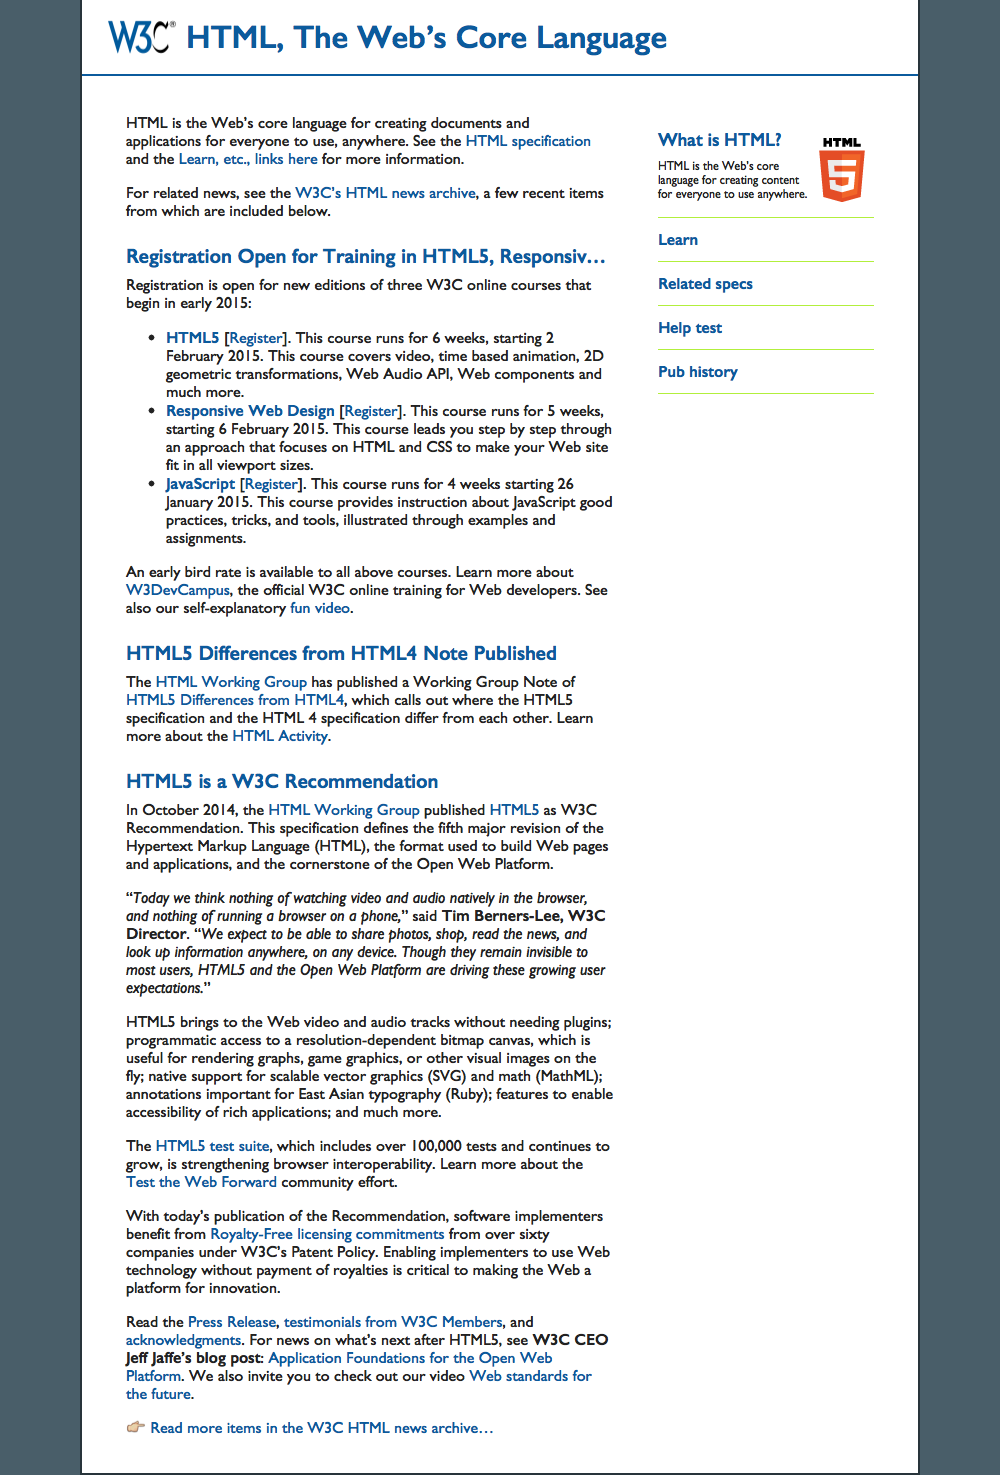 W3C® HTML, The Web’s Core Language
HTML is the Web’s core language for creating documents and
applications for everyone to use, anywhere. See the HTML specification
and the Learn, etc., links here for more information.
For related news, see the W3C’s HTML news archive, a few recent items
from which are included below.
Registration Open for Training in HTML5, Responsiv…
Registration is open for new editions of three W3C online courses that
begin in early 2015:
• HTML5 [Register]. This course runs for 6 weeks, starting 2
February 2015. This course covers video, time based animation, 2D
geometric transformations, Web Audio API, Web components and
much more.
• Responsive Web Design [Register]. This course runs for 5 weeks,
starting 6 February 2015. This course leads you step by step through
an approach that focuses on HTML and CSS to make your Web site
fit in all viewport sizes.
• JavaScript [Register]. This course runs for 4 weeks starting 26
January 2015. This course provides instruction about JavaScript good
practices, tricks, and tools, illustrated through examples and
assignments.
An early bird rate is available to all above courses. Learn more about
W3DevCampus, the official W3C online training for Web developers. See
also our self-explanatory fun video.
HTML5 Differences from HTML4 Note Published
The HTML Working Group has published a Working Group Note of
HTML5 Differences from HTML4, which calls out where the HTML5
specification and the HTML 4 specification differ from each other. Learn
more about the HTML Activity.
HTML5 is a W3C Recommendation
In October 2014, the HTML Working Group published HTML5 as W3C
Recommendation. This specification defines the fifth major revision of the
Hypertext Markup Language (HTML), the format used to build Web pages
and applications, and the cornerstone of the Open Web Platform.
“Today we think nothing of watching video and audio natively in the browser,
and nothing of running a browser on a phone,” said Tim Berners-Lee, W3C
Director. “We expect to be able to share photos, shop, read the news, and
look up information anywhere, on any device. Though they remain invisible to
most users, HTML5 and the Open Web Platform are driving these growing user
expectations.”
HTML5 brings to the Web video and audio tracks without needing plugins;
programmatic access to a resolution-dependent bitmap canvas, which is
useful for rendering graphs, game graphics, or other visual images on the
fly; native support for scalable vector graphics (SVG) and math (MathML);
annotations important for East Asian typography (Ruby); features to enable
accessibility of rich applications; and much more.
The HTML5 test suite, which includes over 100,000 tests and continues to
grow, is strengthening browser interoperability. Learn more about the
Test the Web Forward community effort.
With today’s publication of the Recommendation, software implementers
benefit from Royalty-Free licensing commitments from over sixty
companies under W3C’s Patent Policy. Enabling implementers to use Web
technology without payment of royalties is critical to making the Web a
platform for innovation.
Read the Press Release, testimonials from W3C Members, and
acknowledgments. For news on what's next after HTML5, see W3C CEO
Jeff Jaffe’s blog post: Application Foundations for the Open Web
Platform. We also invite you to check out our video Web standards for
the future.
Read more items in the W3C HTML news archive…
What is HTML?
HTML is the Web’s core
language for creating content
for everyone to use anywhere.
HTML
5
Learn
Related specs
Help test
Pub history